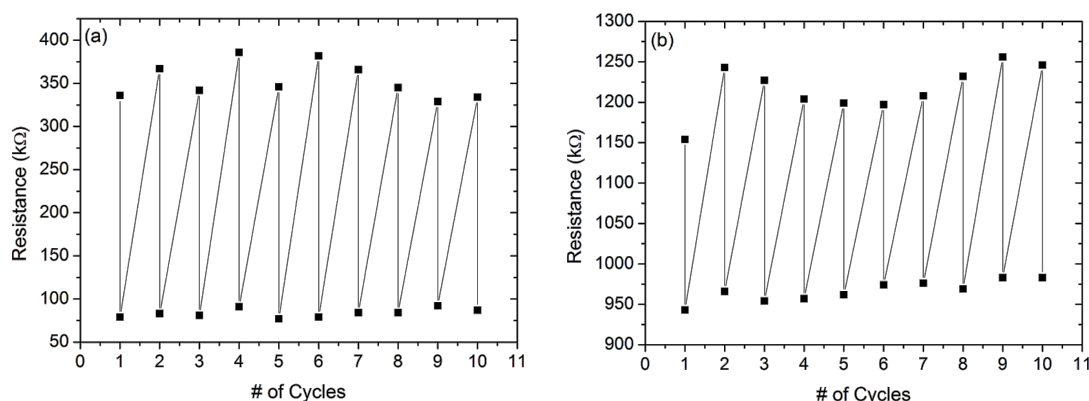 (a)
400
350
300
250
200
150
100
50
0 1 2 3 4 5 6 7 8 9 10 11
Resistance (kΩ)
# of Cycles
(b)
1300
1250
1200
1150
1100
1050
1000
950
900
0 1 2 3 4 5 6 7 8 9 10 11
Resistance (kΩ)
# of Cycles